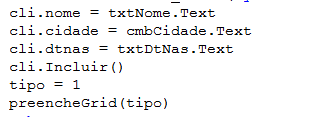 cli.nome = txtNome.Text
cli.cidade = cmbCidade.Text
cli.dtnas = txtDtNas.Text
cli.Incluir()
tipo = 1
preencheGrid(tipo)